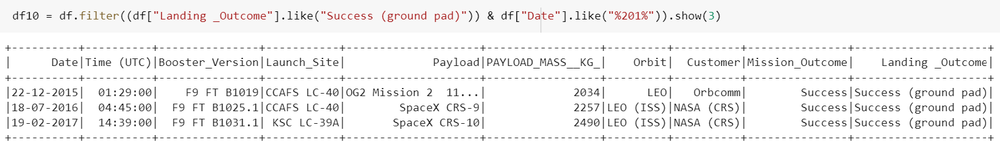 df10 = df.filter((df["Landing _Outcome"].like("Success (ground pad)")) & df["Date"].like("%201%")).show(3)
+----------+----------+---------------+-----------+--------------------+-----------------+---------+----------+---------------+--------------------+
|      Date|Time (UTC)|Booster_Version|Launch_Site|             Payload|PAYLOAD_MASS__KG_|    Orbit|  Customer|Mission_Outcome|    Landing _Outcome|
+----------+----------+---------------+-----------+--------------------+-----------------+---------+----------+---------------+--------------------+
|22-12-2015|  01:29:00|    F9 FT B1019|CCAFS LC-40|OG2 Mission 2  11...|             2034|      LEO|   Orbcomm|        Success|Success (ground pad)|
|18-07-2016|  04:45:00|  F9 FT B1025.1|CCAFS LC-40|        SpaceX CRS-9|             2257|LEO (ISS)|NASA (CRS)|        Success|Success (ground pad)|
|19-02-2017|  14:39:00|  F9 FT B1031.1| KSC LC-39A|       SpaceX CRS-10|             2490|LEO (ISS)|NASA (CRS)|        Success|Success (ground pad)|
+----------+----------+---------------+-----------+--------------------+-----------------+---------+----------+---------------+--------------------+